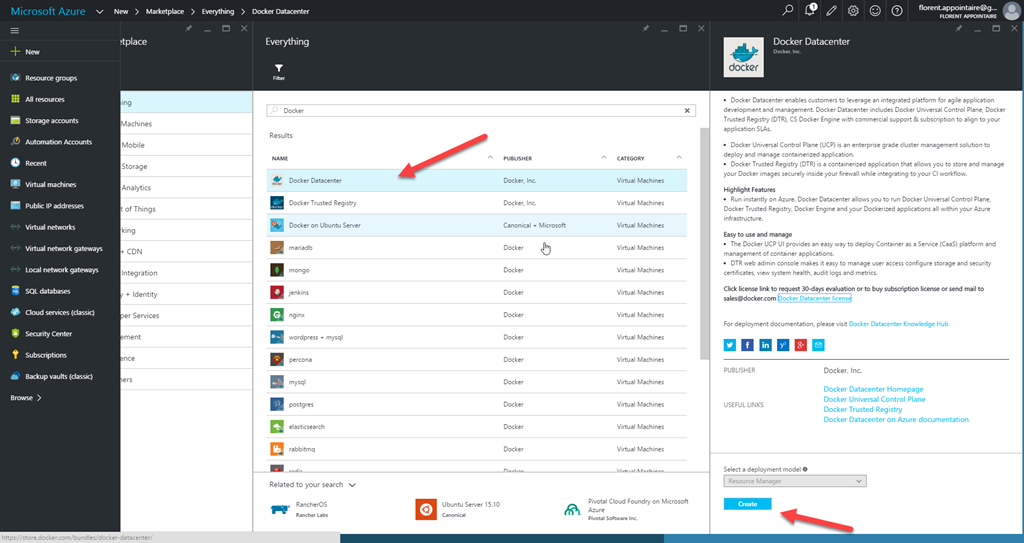 Microsoft Azure
New > Marketplace > Everything > Docker Datacenter
1
florent.appointaire@g...
FLORENT APPOINTAIRE
New
Resource groups
All resources
Storage accounts
Automation Accounts
Recent
Virtual machines
Public IP addresses
Virtual networks
Virtual network gateways
Local network gateways
SQL databases
Cloud services (classic)
Security Center
Subscriptions
Backup vaults (classic)
Browse >
etplace
ing
Machines
Mobile
Storage
Analytics
t of Things
rking
+ CDN
Integration
y + Identity
per Services
ement
ence
ners
Everything
Filter
Docker
Results
NAME PUBLISHER CATEGORY
Docker Datacenter Docker, Inc. Virtual Machines
Docker Trusted Registry Docker, Inc. Virtual Machines
Docker on Ubuntu Server Canonical + Microsoft Virtual Machines
mariadb Docker Virtual Machines
mongo Docker Virtual Machines
jenkins Docker Virtual Machines
nginx Docker Virtual Machines
wordpress + mysql Docker Virtual Machines
percona Docker Virtual Machines
mysql Docker Virtual Machines
postgres Docker Virtual Machines
elasticsearch Docker Virtual Machines
rabbitmq Docker Virtual Machines
redis Docker Virtual Machines
Related to your search
RancherOS
Rancher Labs
Ubuntu Server 15.10
Canonical
Pivotal Cloud Foundry on Microsoft
Azure
Pivotal Software Inc.
docker
Docker Datacenter
Docker, Inc.
• Docker Datacenter enables customers to leverage an integrated platform for agile application
development and management. Docker Datacenter includes Docker Universal Control Plane, Docker
Trusted Registry (DTR), CS Docker Engine with commercial support & subscription to align to your
application SLAs.
• Docker Universal Control Plane (UCP) is an enterprise grade cluster management solution to
deploy and manage containerized application.
• Docker Trusted Registry (DTR) is a containerized application that allows you to store and manage
your Docker images securely inside your firewall while integrating to your CI workflow.
Highlight Features
• Run instantly on Azure. Docker Datacenter allows you to run Docker Universal Control Plane,
Docker Trusted Registry, Docker Engine and your Dockerized applications all within your Azure
infrastructure.
Easy to use and manage
• The Docker UCP UI provides an easy way to deploy Container as a Service (CaaS) platform and
management of container applications.
• DTR web admin console makes it easy to manage user access configure storage and security
certificates, view system health, audit logs and metrics.
Click license link to request 30-days evaluation or to buy subscription license or send mail to
sales@docker.com Docker Datacenter license
For deployment documentation, please visit Docker Datacenter Knowledge Hub
PUBLISHER Docker, Inc.
USEFUL LINKS
Docker Datacenter Homepage
Docker Universal Control Plane
Docker Trusted Registry
Docker Datacenter on Azure documentation
Select a deployment model
Resource Manager
Create
https://store.docker.com/bundles/docker-datacenter/